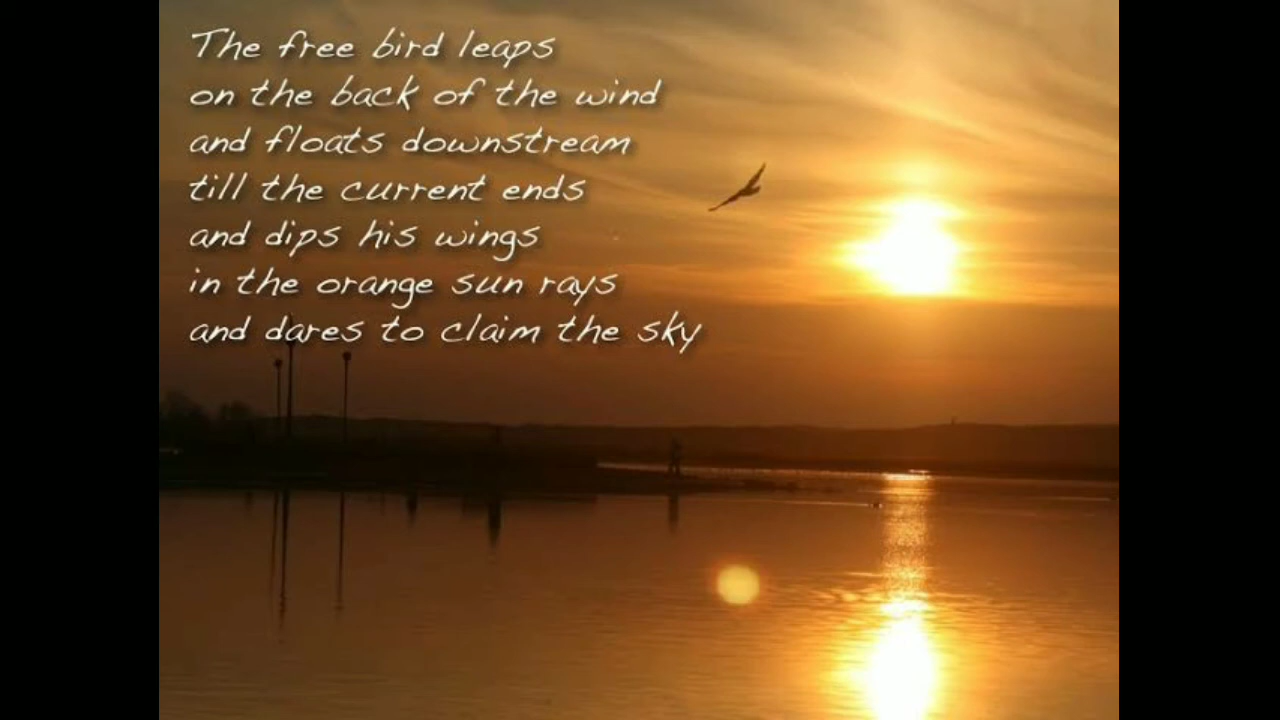 The free bird leaps
on the back of the wind
and floats downstream
till the current ends
and dips his wings
in the orange sun rays
and dares to claim the sky